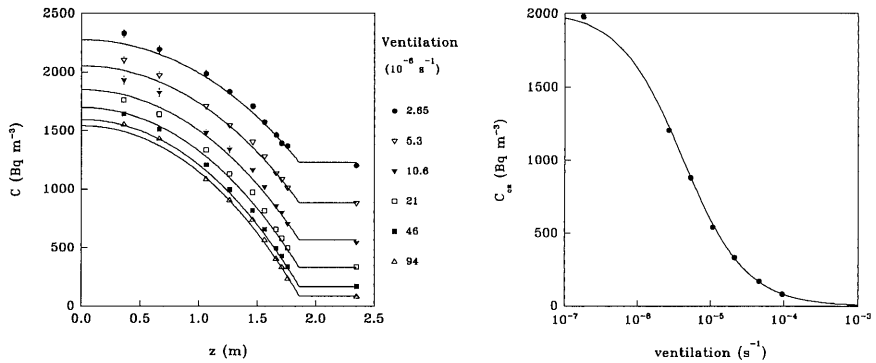 2500
2000
1500
1000
500
0
C (Bq m⁻³)
0.0 0.5 1.0 1.5 2.0 2.5
z (m)
Ventilation
(10⁻⁶ s⁻¹)
2.65
5.3
10.6
21
46
94
2000
1500
1000
500
0
C (Bq m⁻³)
10⁻⁷ 10⁻⁶ 10⁻⁵ 10⁻⁴ 10⁻³
ventilation (s⁻¹)